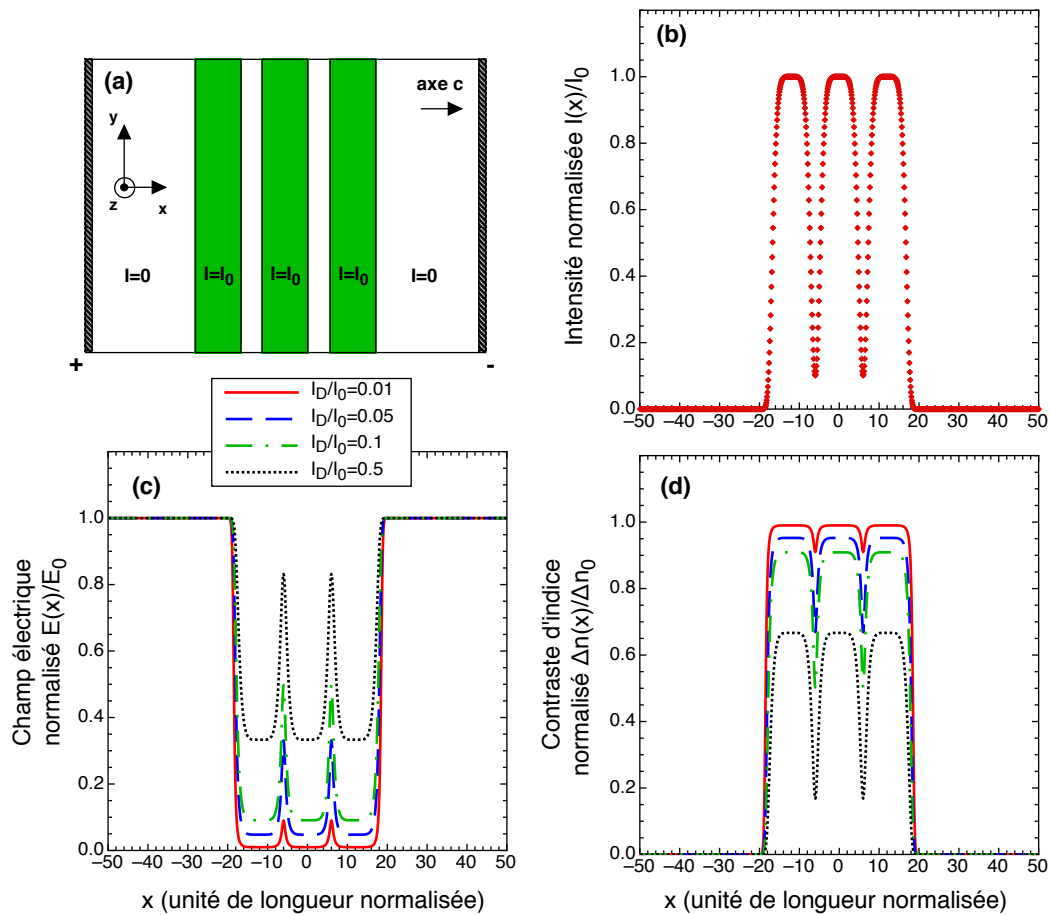 (a)
axe c
y
z
x
I=0
I=I0
I=I0
I=I0
I=0
+
-
(b)
Intensité normalisée I(x)/I0
1.0
0.8
0.6
0.4
0.2
0.0
−50 −40 −30 −20 −10 0 10 20 30 40 50
ID/I0=0.01
ID/I0=0.05
ID/I0=0.1
ID/I0=0.5
(c)
Champ électrique
normalisé E(x)/E0
1.0
0.8
0.6
0.4
0.2
0.0
−50 −40 −30 −20 −10 0 10 20 30 40 50
x (unité de longueur normalisée)
(d)
Contraste d'indice
normalisé Δn(x)/Δn0
1.0
0.8
0.6
0.4
0.2
0.0
−50 −40 −30 −20 −10 0 10 20 30 40 50
x (unité de longueur normalisée)